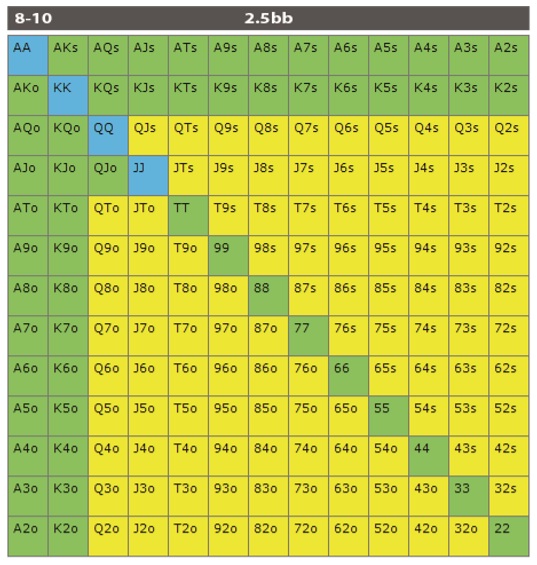 8-10 2.5bb
AA AKs AQs AJs ATs A9s A8s A7s A6s A5s A4s A3s A2s
AKo KK KQs KJs KTs K9s K8s K7s K6s K5s K4s K3s K2s
AQo KQo QQ QJs QTs Q9s Q8s Q7s Q6s Q5s Q4s Q3s Q2s
AJo KJo QJo JJ JTs J9s J8s J7s J6s J5s J4s J3s J2s
ATo KTo QTo JTo TT T9s T8s T7s T6s T5s T4s T3s T2s
A9o K9o Q9o J9o T9o 99 98s 97s 96s 95s 94s 93s 92s
A8o K8o Q8o J8o T8o 98o 88 87s 86s 85s 84s 83s 82s
A7o K7o Q7o J7o T7o 97o 87o 77 76s 75s 74s 73s 72s
A6o K6o Q6o J6o T6o 96o 86o 76o 66 65s 64s 63s 62s
A5o K5o Q5o J5o T5o 95o 85o 75o 65o 55 54s 53s 52s
A4o K4o Q4o J4o T4o 94o 84o 74o 64o 54o 44 43s 42s
A3o K3o Q3o J3o T3o 93o 83o 73o 63o 53o 43o 33 32s
A2o K2o Q2o J2o T2o 92o 82o 72o 62o 52o 42o 32o 22